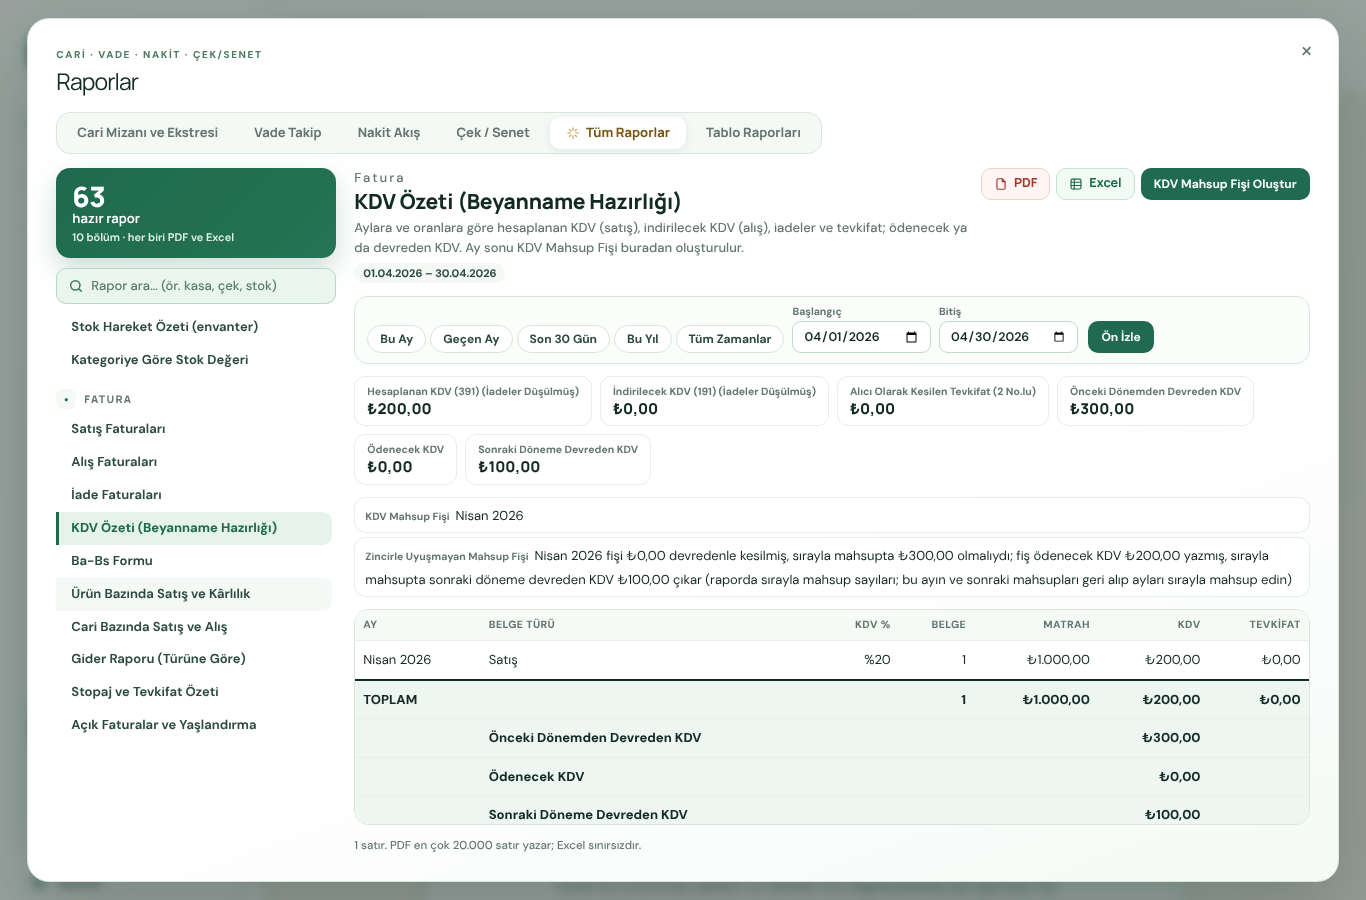 CARİ · VADE · NAKİT · ÇEK/SENET
Raporlar
×
Cari Mizanı ve Ekstresi
Vade Takip
Nakit Akış
Çek / Senet
Tüm Raporlar
Tablo Raporları
63
hazır rapor
10 bölüm · her biri PDF ve Excel
Rapor ara... (ör. kasa, çek, stok)
Stok Hareket Özeti (envanter)
Kategoriye Göre Stok Değeri
FATURA
Satış Faturaları
Alış Faturaları
İade Faturaları
KDV Özeti (Beyanname Hazırlığı)
Ba-Bs Formu
Ürün Bazında Satış ve Kârlılık
Cari Bazında Satış ve Alış
Gider Raporu (Türüne Göre)
Stopaj ve Tevkifat Özeti
Açık Faturalar ve Yaşlandırma
Fatura
KDV Özeti (Beyanname Hazırlığı)
Aylara ve oranlara göre hesaplanan KDV (satış), indirilecek KDV (alış), iadeler ve tevkifat; ödenecek ya
da devreden KDV. Ay sonu KDV Mahsup Fişi buradan oluşturulur.
01.04.2026 – 30.04.2026
PDF
Excel
KDV Mahsup Fişi Oluştur
Bu Ay
Geçen Ay
Son 30 Gün
Bu Yıl
Tüm Zamanlar
Başlangıç
04/01/2026
Bitiş
04/30/2026
Ön İzle
Hesaplanan KDV (391) (İadeler Düşülmüş)
₺200,00
İndirilecek KDV (191) (İadeler Düşülmüş)
₺0,00
Alıcı Olarak Kesilen Tevkifat (2 No.lu)
₺0,00
Önceki Dönemden Devreden KDV
₺300,00
Ödenecek KDV
₺0,00
Sonraki Döneme Devreden KDV
₺100,00
KDV Mahsup Fişi Nisan 2026
Zincirle Uyuşmayan Mahsup Fişi Nisan 2026 fişi ₺0,00 devredenle kesilmiş, sırayla mahsupta ₺300,00 olmalıydı; fiş ödenecek KDV ₺200,00 yazmış, sırayla
mahsupta sonraki döneme devreden KDV ₺100,00 çıkar (raporda sırayla mahsup sayıları; bu ayın ve sonraki mahsupları geri alıp ayları sırayla mahsup edin)
AY BELGE TÜRÜ KDV % BELGE MATRAH KDV TEVKİFAT
Nisan 2026 Satış %20 1 ₺1.000,00 ₺200,00 ₺0,00
TOPLAM 1 ₺1.000,00 ₺200,00 ₺0,00
Önceki Dönemden Devreden KDV ₺300,00
Ödenecek KDV ₺0,00
Sonraki Döneme Devreden KDV ₺100,00
1 satır. PDF en çok 20.000 satır yazar; Excel sınırsızdır.